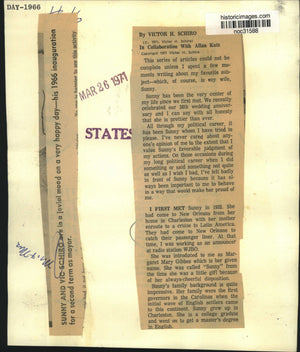 DAY-1966
historicimages.com
noc31588
MAR 26 1971
STATES
SUNNY AND VIC SCHIRO are in a jovial mood on a very happy day—his 1966 inauguration
for a second term as mayor.
By VICTOR H. SCHIRO
(c. 1971, Victor H. Schiro)
In Collaboration With Allan Katz
Copyright 1971 Victor H. Schiro
This series of articles could not be
complete unless I spend a few mo-
ments writing about my favorite sub-
ject—which, of course, is my wife,
Sunny.
Sunny has been the very center of
my life since we first met. We recently
celebrated our 38th wedding anniver-
sary and I can say with all honesty
that she is prettier than ever.
All through my political career, it
has been Sunny whom I have tried to
please. I've never cared about any-
one's opinion of me to the extent that I
value Sunny's favorable judgment of
my actions. On those occasions during
my long political career when I did
something or said something not quite
as well as I wish I had, I've felt badly
in front of Sunny because it has al-
ways been important to me to behave
in a way that would make her proud of
me.
I FIRST MET Sunny in 1932. She
had come to New Orleans from her
home in Charleston with her mother
enroute to a cruise to Latin America.
They had come to New Orleans to
catch their passenger liner. At that
time, I was working as an announcer
at radio station WJBO.
She was introduced to me as Mar-
garet Mary Gibbes which is her given
name. She was called "Sunny" from
the time she was a little girl because
of her always-cheerful disposition.
Sunny's family background is quite
impressive. Her family were the first
governors in the Carolinas when the
initial wave of English settlers came
to this continent. Sunny grew up in
Charleston. She is a college graduate
and went on to get a master's degree
in English.